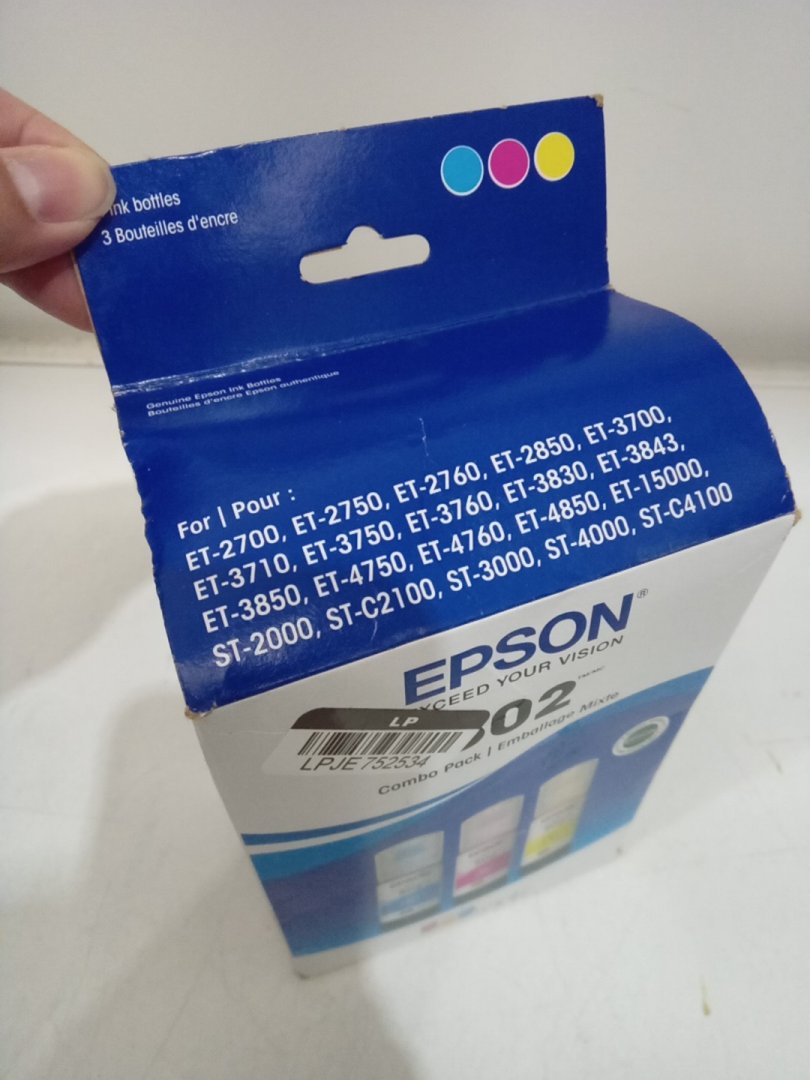 Ink bottles
3 Bouteilles d'encre
Genuine Epson Ink Bottles
Bouteilles d'encre Epson authentique
For | Pour :
ET-2700, ET-2750, ET-2760, ET-2850, ET-3700,
ET-3710, ET-3750, ET-3760, ET-3830, ET-3843,
ET-3850, ET-4750, ET-4760, ET-4850, ET-15000,
ST-2000, ST-C2100, ST-3000, ST-4000, ST-C4100
EPSON®
EXCEED YOUR VISION
502 TM/MC
Combo Pack | Emballage Mixte
LP
LPJE752534